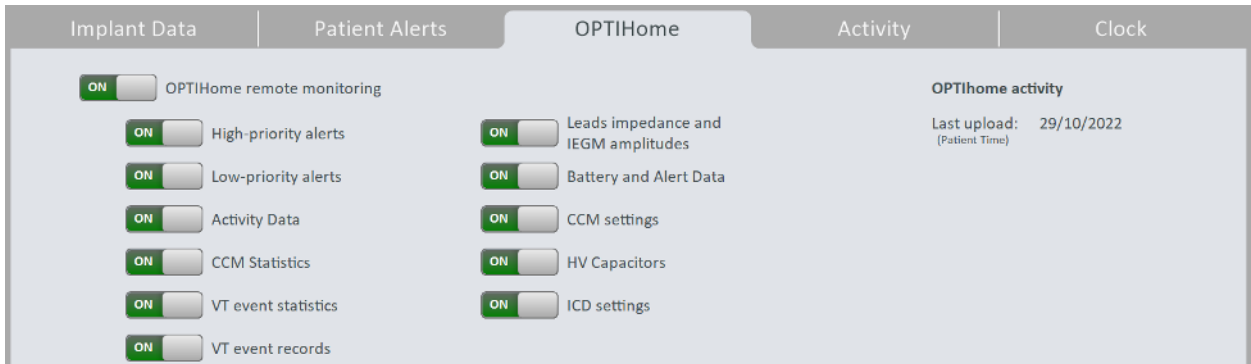 Implant Data
Patient Alerts
OPTIHome
Activity
Clock
ON OPTIHome remote monitoring
ON High-priority alerts
ON Low-priority alerts
ON Activity Data
ON CCM Statistics
ON VT event statistics
ON VT event records
ON Leads impedance and
IEGM amplitudes
ON Battery and Alert Data
ON CCM settings
ON HV Capacitors
ON ICD settings
OPTIhome activity
Last upload: 29/10/2022
(Patient Time)